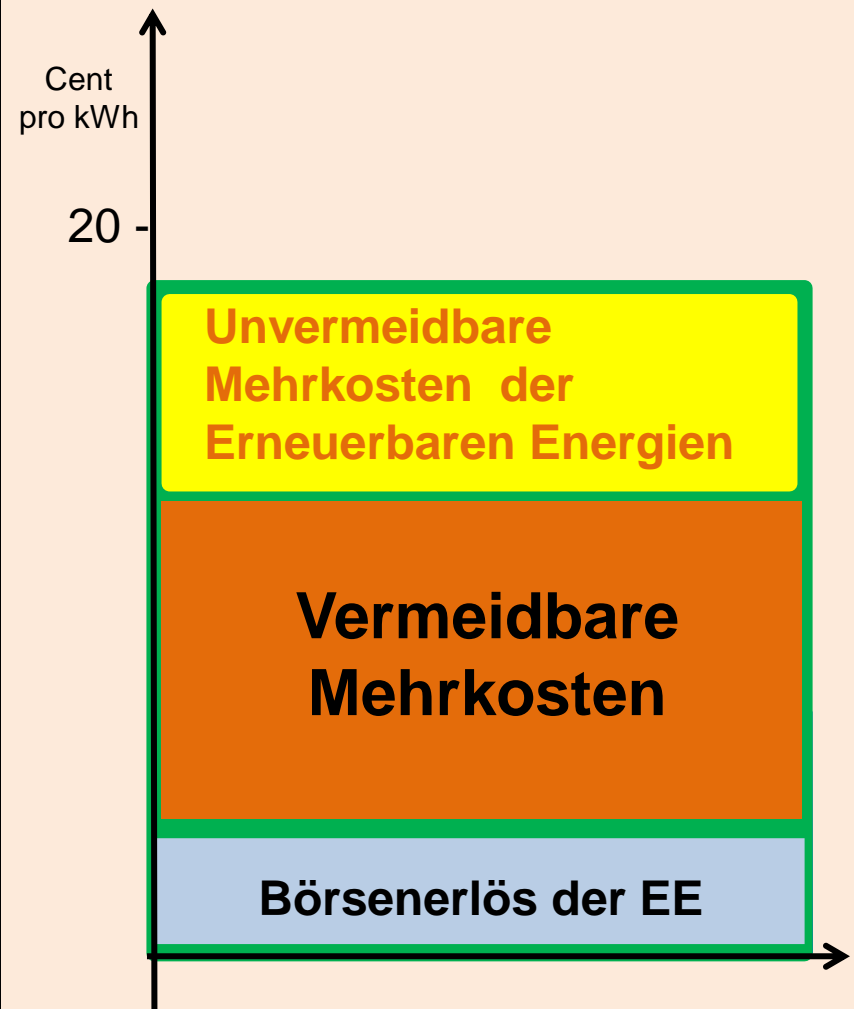 Cent
pro kWh
20 -
Unvermeidbare
Mehrkosten der
Erneuerbaren Energien
Vermeidbare
Mehrkosten
Börsenerlös der EE